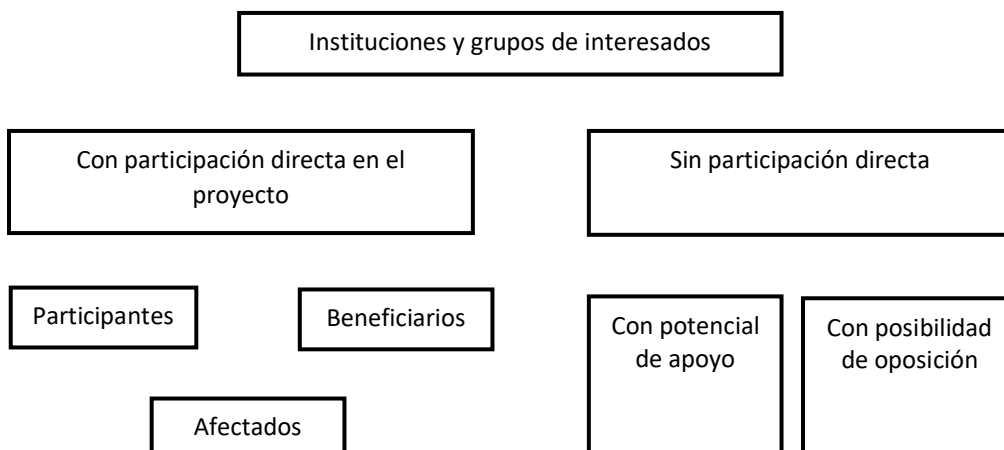 Instituciones y grupos de interesados
Con participación directa en el
proyecto
Sin participación directa
Participantes
Beneficiarios
Afectados
Con potencial
de apoyo
Con posibilidad
de oposición